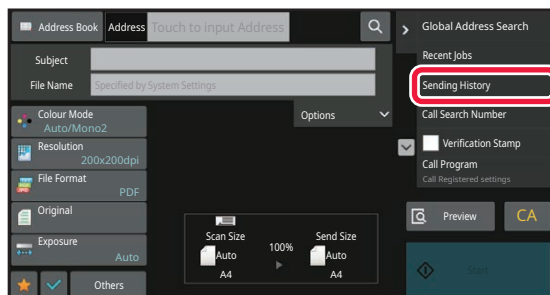 Address Book
Address
Touch to input Address
Subject
File Name
Specified by System Settings
Colour Mode
Auto/Mono2
Resolution
200x200dpi
File Format
PDF
Original
Exposure
Auto
Others
Options
Scan Size
Auto
A4
100%
Send Size
Auto
A4
Global Address Search
Recent Jobs
Sending History
Call Search Number
Verification Stamp
Call Program
Call Registered settings
Preview
CA
Start